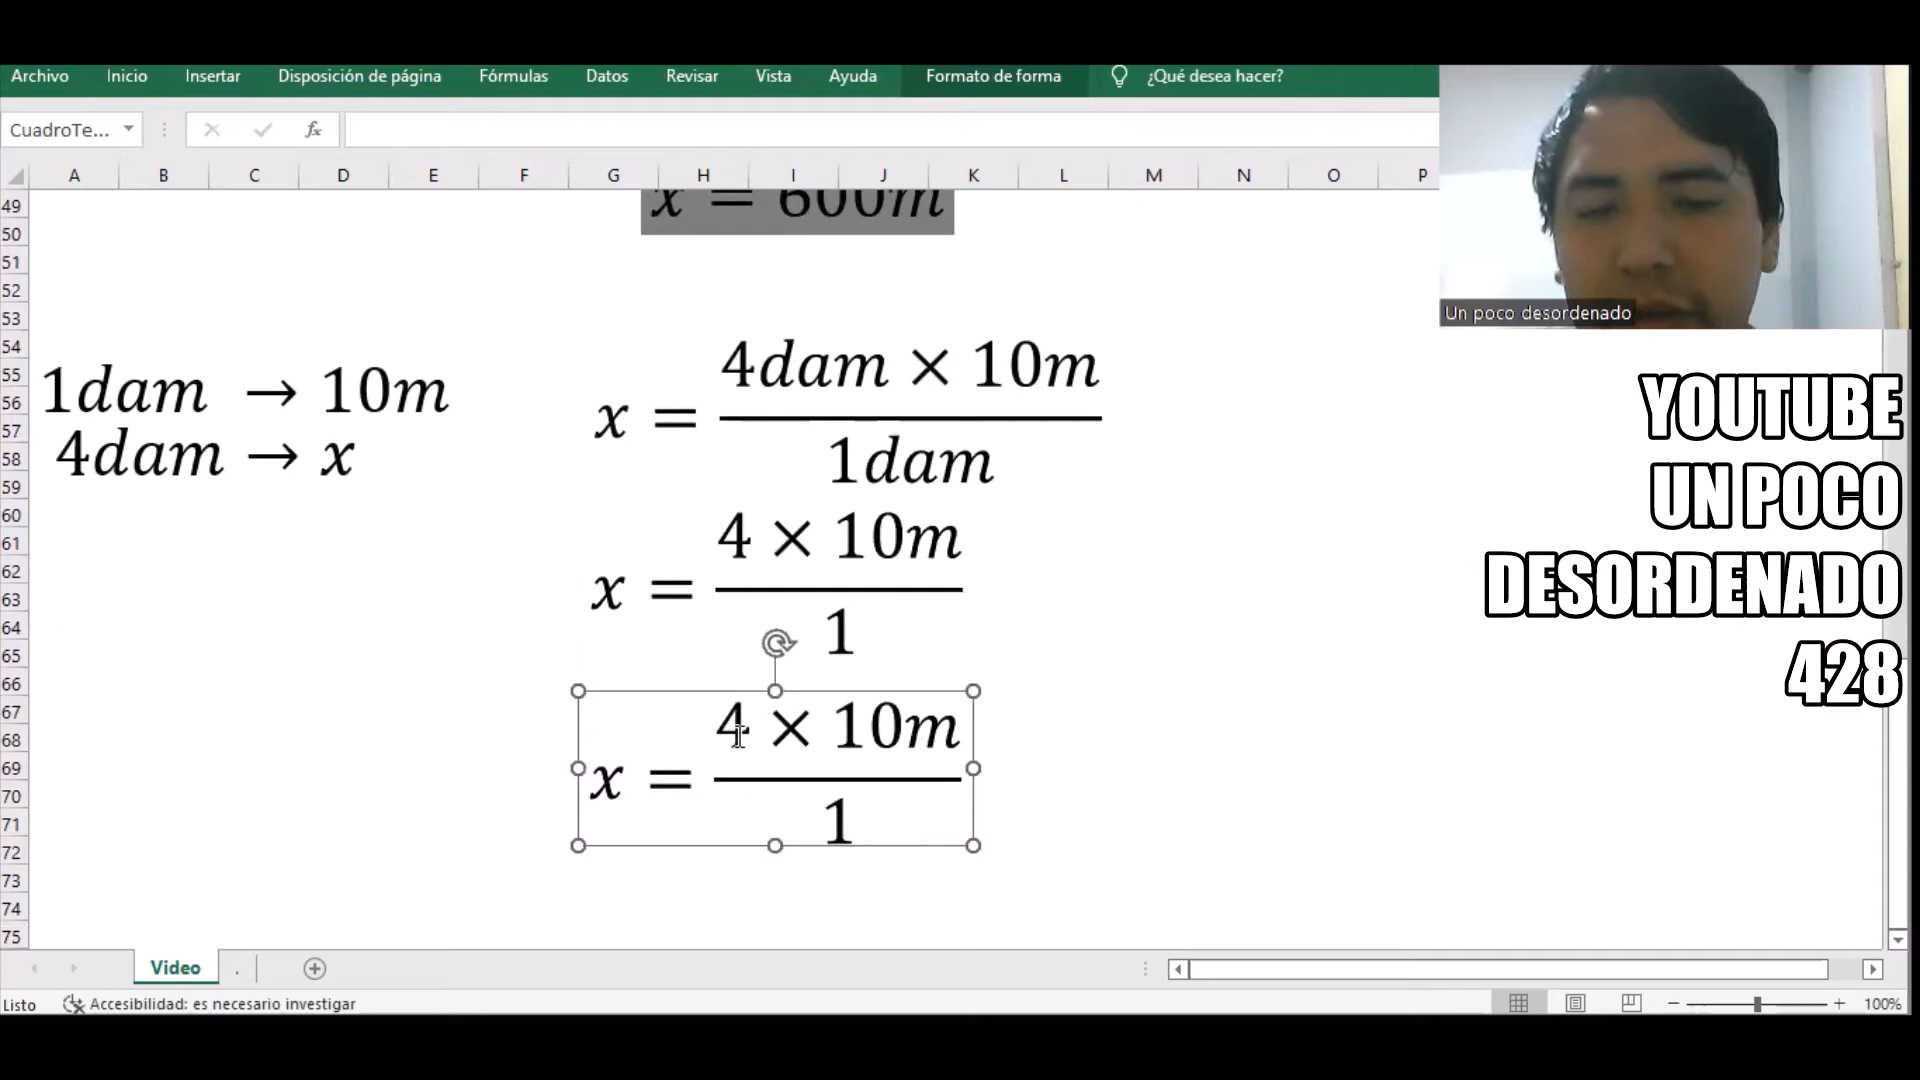 Archivo Inicio Insertar Disposición de página Fórmulas Datos Revisar Vista Ayuda Formato de forma ¿Qué desea hacer?
CuadroTe... fx
A B C D E F G H I J K L M N O P
49
50
51
52
53
54
55
56
57
58
59
60
61
62
63
64
65
66
67
68
69
70
71
72
73
74
75
x = 600m
1dam → 10m
4dam → x
x = 4dam × 10m / 1dam
x = 4 × 10m / 1
x = 4 × 10m / 1
Un poco desordenado
YOUTUBE
UN POCO
DESORDENADO
428
Video .
Listo Accesibilidad: es necesario investigar 100%